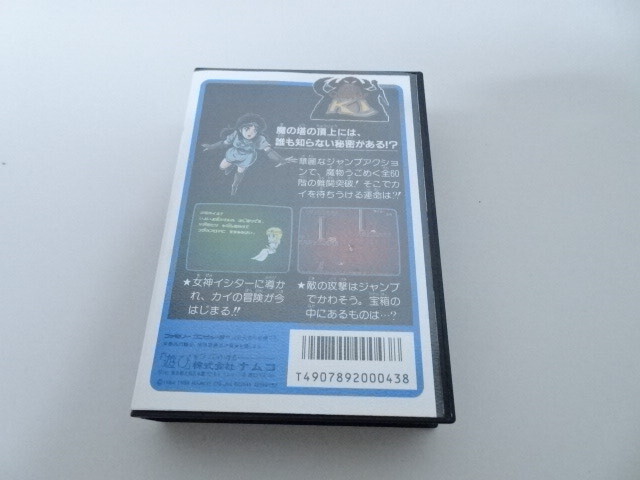 魔の塔の頂上には、
誰も知らない秘密がある!?
華麗なジャンプアクショ
ンで、魔物うごめく全60
階の難関突破! そこでカ
イを待ちうける運命は?!
★女神イシターに導か
れ、カイの冒険が今
はじまる!!
★敵の攻撃はジャンプ
でかわそう。宝箱の
中にあるものは…?
株式会社 ナムコ
T4907892000438